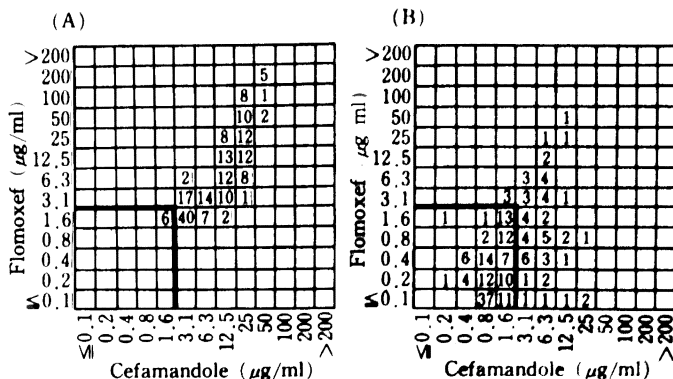 (A)
Flomoxef (μg/ml)
>200
200 5
100 8 1
50 10 2
25 8 12
12.5 13 12
6.3 2 12 8
3.1 17 14 10 1
1.6 6 40 7 2
0.8
0.4
0.2
≦0.1
≦0.1 0.2 0.4 0.8 1.6 3.1 6.3 12.5 25 50 100 200 >200
Cefamandole (μg/ml)
(B)
Flomoxef (μg ml)
>200
200
100
50 1
25 1 1
12.5 2
6.3 3 4
3.1 3 3 4 1
1.6 1 1 13 4 2
0.8 2 12 4 5 2 1
0.4 6 14 7 6 3 1
0.2 1 4 12 10 1 2
≦0.1 37 11 1 1 1 2
≦0.1 0.2 0.4 0.8 1.6 3.1 6.3 12.5 25 50 100 200 >200
Cefamandole (μg/ml)